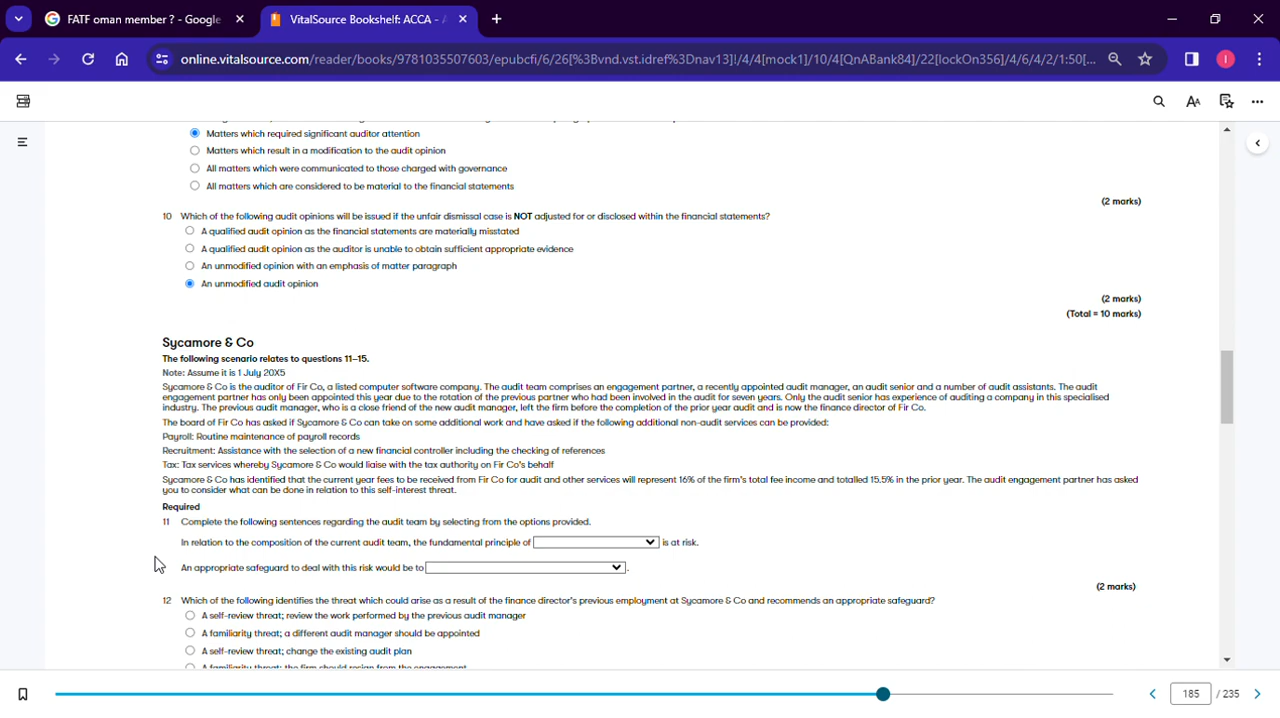 FATF oman member ? - Google
VitalSource Bookshelf: ACCA -
online.vitalsource.com/reader/books/9781035507603/epubcfi/6/26[%3Bvnd.vst.idref%3Dnav13]!/4/4[mock1]/10/4[QnABank84]/22[lockOn356]/4/6/4/2/1:50[...
Matters which required significant auditor attention
Matters which result in a modification to the audit opinion
All matters which were communicated to those charged with governance
All matters which are considered to be material to the financial statements
(2 marks)
10 Which of the following audit opinions will be issued if the unfair dismissal case is NOT adjusted for or disclosed within the financial statements?
A qualified audit opinion as the financial statements are materially misstated
A qualified audit opinion as the auditor is unable to obtain sufficient appropriate evidence
An unmodified opinion with an emphasis of matter paragraph
An unmodified audit opinion
(2 marks)
(Total = 10 marks)
Sycamore & Co
The following scenario relates to questions 11–15.
Note: Assume it is 1 July 20X5
Sycamore & Co is the auditor of Fir Co, a listed computer software company. The audit team comprises an engagement partner, a recently appointed audit manager, an audit senior and a number of audit assistants. The audit
engagement partner has only been appointed this year due to the rotation of the previous partner who had been involved in the audit for seven years. Only the audit senior has experience of auditing a company in this specialised
industry. The previous audit manager, who is a close friend of the new audit manager, left the firm before the completion of the prior year audit and is now the finance director of Fir Co.
The board of Fir Co has asked if Sycamore & Co can take on some additional work and have asked if the following additional non-audit services can be provided:
Payroll: Routine maintenance of payroll records
Recruitment: Assistance with the selection of a new financial controller including the checking of references
Tax: Tax services whereby Sycamore & Co would liaise with the tax authority on Fir Co's behalf
Sycamore & Co has identified that the current year fees to be received from Fir Co for audit and other services will represent 16% of the firm's total fee income and totalled 15.5% in the prior year. The audit engagement partner has asked
you to consider what can be done in relation to this self-interest threat.
Required
11 Complete the following sentences regarding the audit team by selecting from the options provided.
In relation to the composition of the current audit team, the fundamental principle of is at risk.
An appropriate safeguard to deal with this risk would be to .
(2 marks)
12 Which of the following identifies the threat which could arise as a result of the finance director's previous employment at Sycamore & Co and recommends an appropriate safeguard?
A self-review threat; review the work performed by the previous audit manager
A familiarity threat; a different audit manager should be appointed
A self-review threat; change the existing audit plan
A familiarity threat; the firm should resign from the engagement
185 / 235